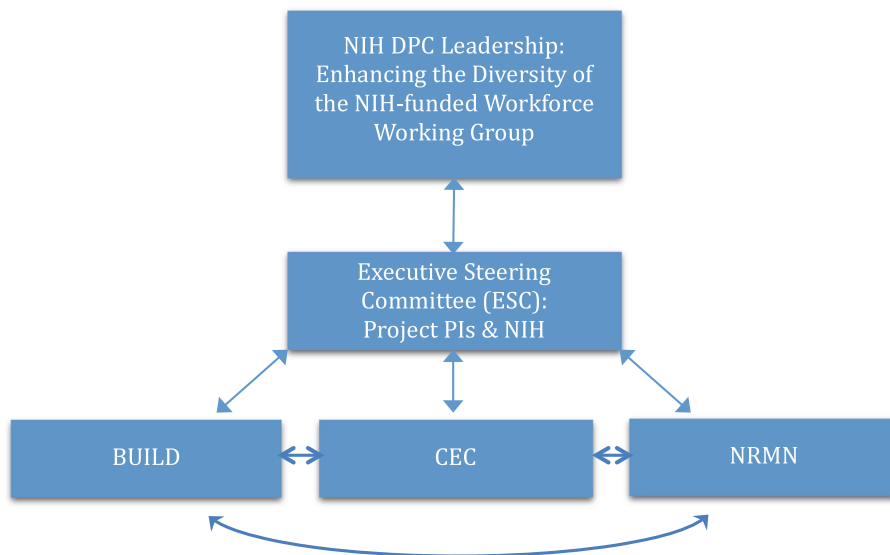 NIH DPC Leadership:
Enhancing the Diversity of
the NIH-funded Workforce
Working Group
Executive Steering
Committee (ESC):
Project PIs & NIH
BUILD
CEC
NRMN